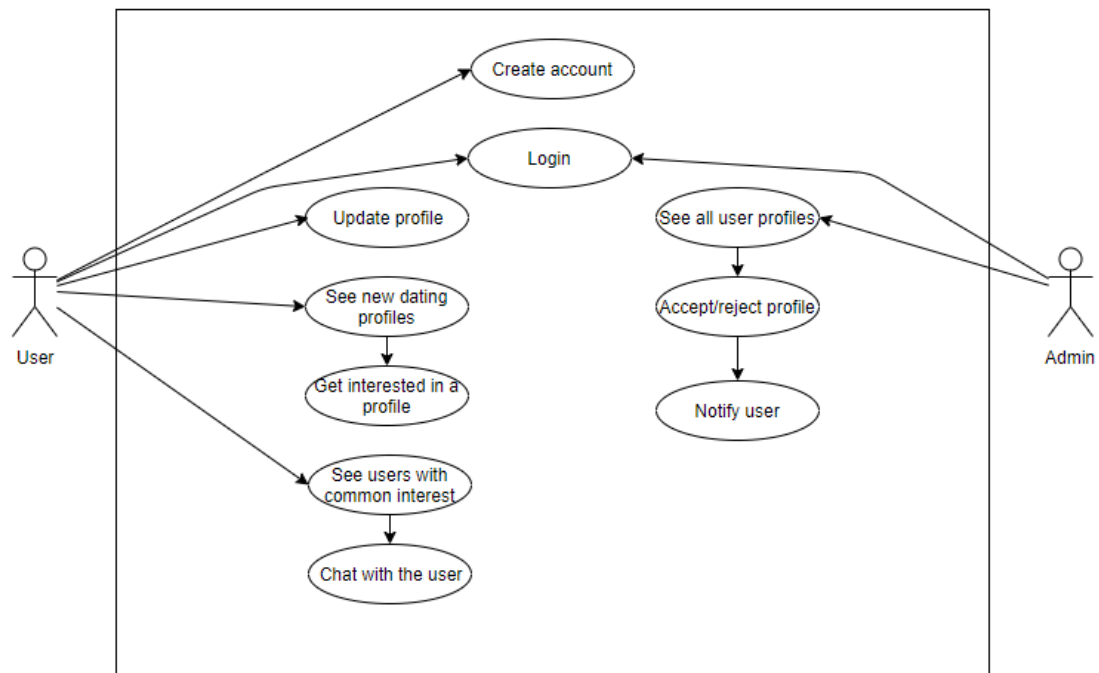 Create account
Login
Update profile
See all user profiles
See new dating
profiles
Accept/reject profile
User
Admin
Get interested in a
profile
Notify user
See users with
common interest
Chat with the user